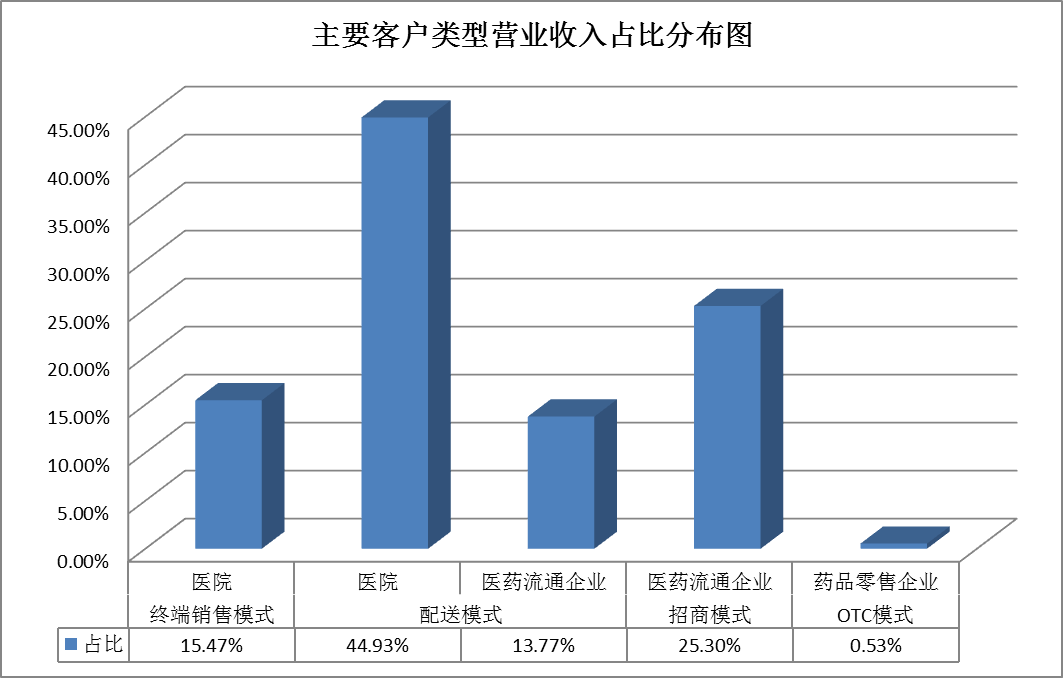 主要客户类型营业收入占比分布图
45.00%
40.00%
35.00%
30.00%
25.00%
20.00%
15.00%
10.00%
5.00%
0.00%
医院 医院 医药流通企业 医药流通企业 药品零售企业
终端销售模式 配送模式 招商模式 OTC模式
占比 15.47% 44.93% 13.77% 25.30% 0.53%